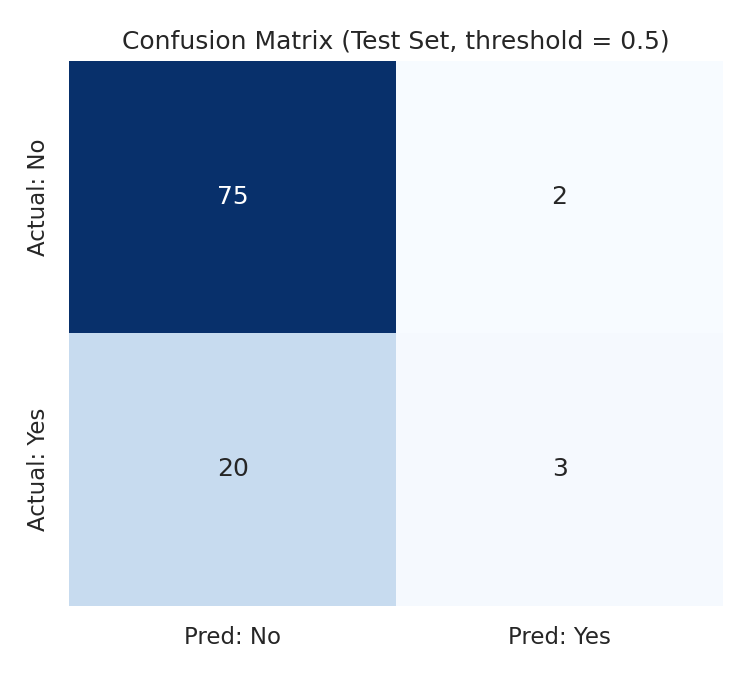 Confusion Matrix (Test Set, threshold = 0.5)
Actual: No
75
2
Actual: Yes
20
3
Pred: No
Pred: Yes